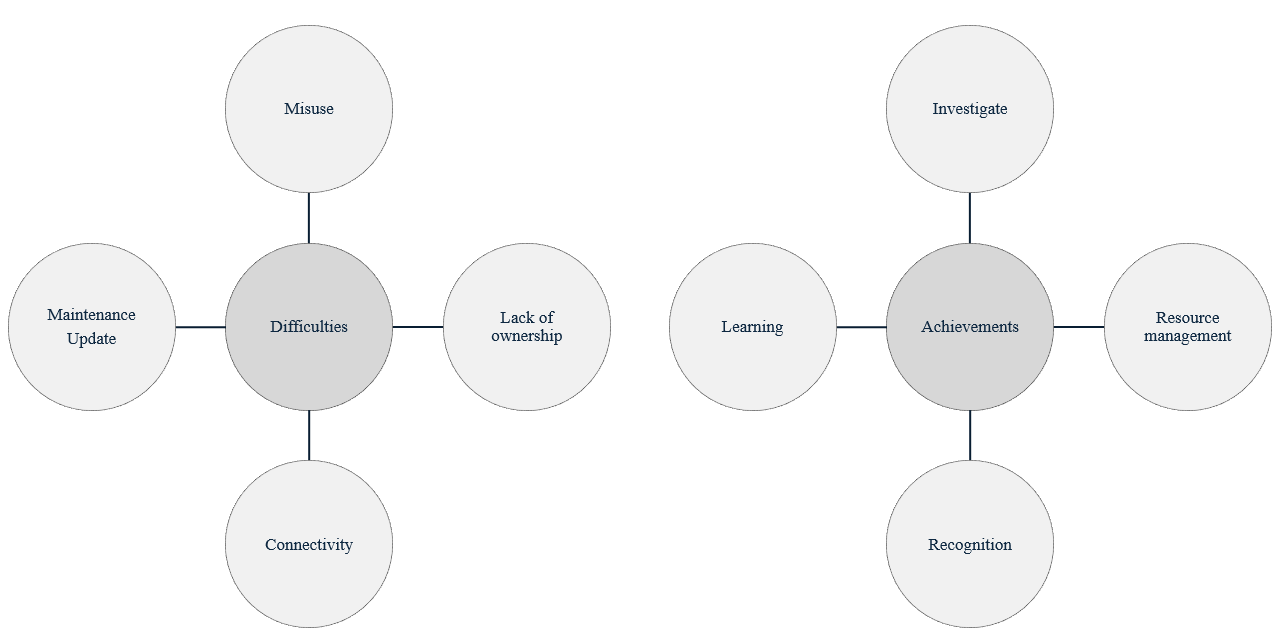 Misuse
Maintenance
Update
Difficulties
Lack of
ownership
Connectivity
Investigate
Learning
Achievements
Resource
management
Recognition